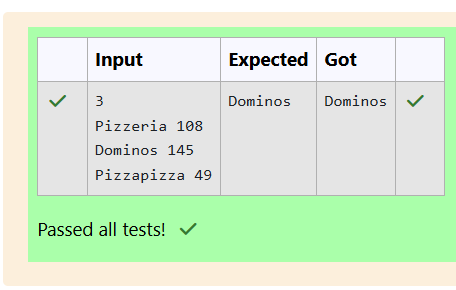 Input Expected Got
3 Dominos Dominos
Pizzeria 108
Dominos 145
Pizzapizza 49
Passed all tests!